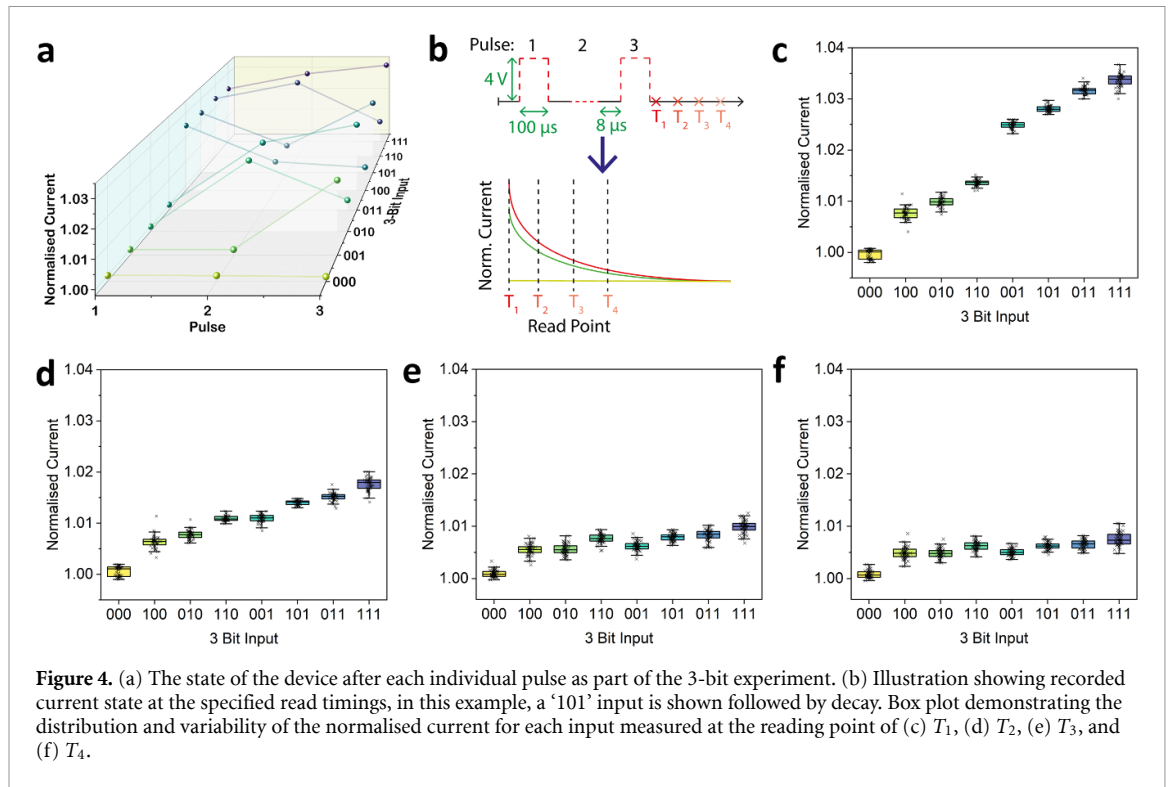 a
Normalised Current
1.03
1.02
1.01
1.00
1
2
3
Pulse
000
001
010
011
100
101
110
111
3-Bit Input
b
Pulse: 1 2 3
4 V
100 µs
8 µs
T1 T2 T3 T4
Norm. Current
T1 T2 T3 T4
Read Point
c
Normalised Current
1.04
1.03
1.02
1.01
1.00
000 100 010 110 001 101 011 111
3 Bit Input
d
Normalised Current
1.04
1.03
1.02
1.01
1.00
000 100 010 110 001 101 011 111
3 Bit Input
e
Normalised Current
1.04
1.03
1.02
1.01
1.00
000 100 010 110 001 101 011 111
3 Bit Input
f
Normalised Current
1.04
1.03
1.02
1.01
1.00
000 100 010 110 001 101 011 111
3 Bit Input
Figure 4. (a) The state of the device after each individual pulse as part of the 3-bit experiment. (b) Illustration showing recorded
current state at the specified read timings, in this example, a ‘101’ input is shown followed by decay. Box plot demonstrating the
distribution and variability of the normalised current for each input measured at the reading point of (c) T1, (d) T2, (e) T3, and
(f) T4.